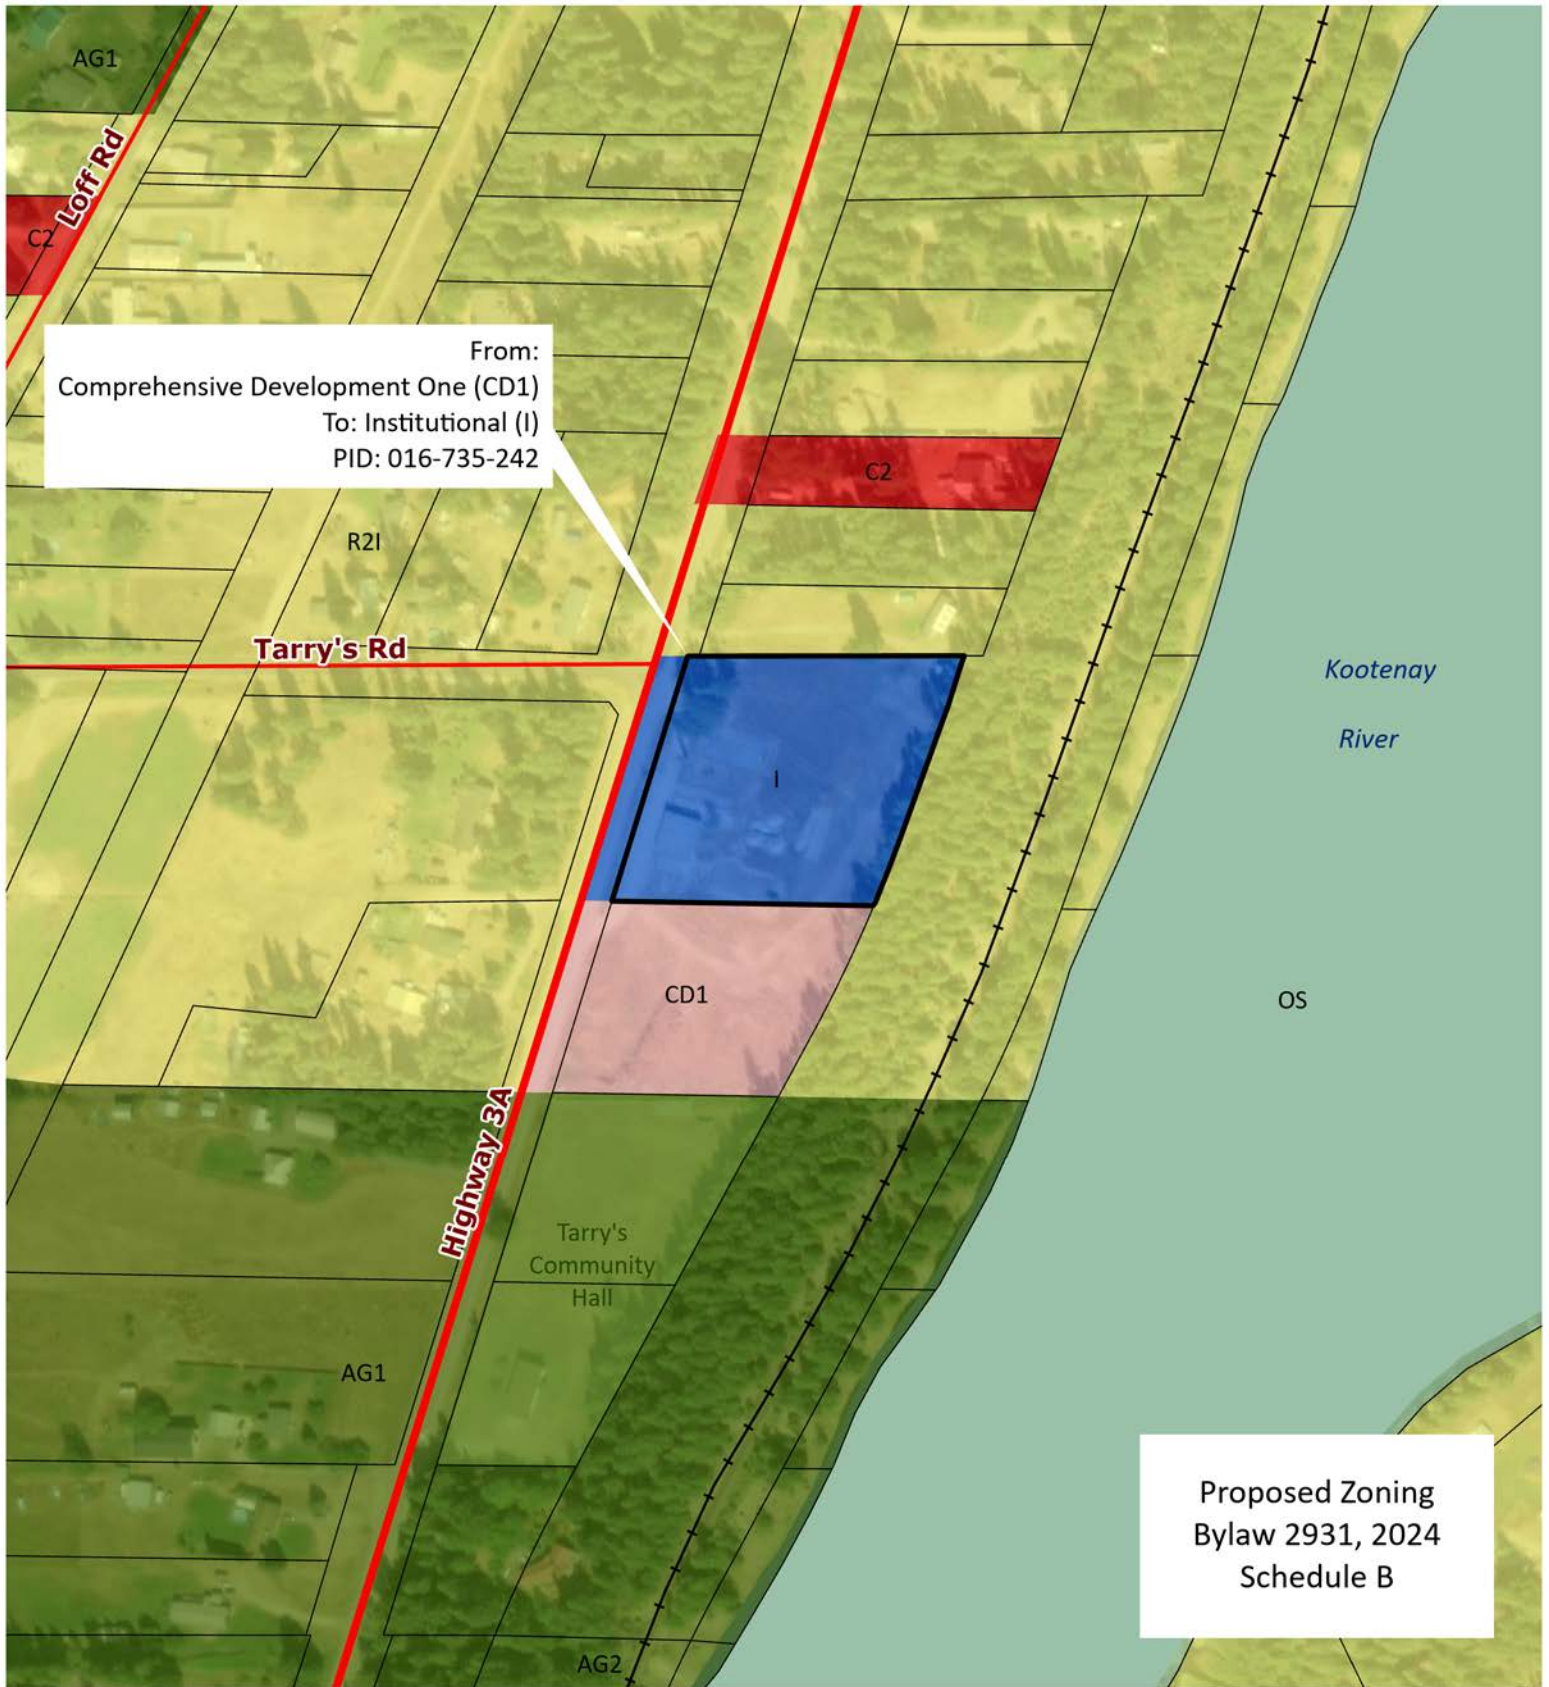 AG1
Loff Rd
C2
From:
Comprehensive Development One (CD1)
To: Institutional (I)
PID: 016-735-242
C2
R2I
Tarry's Rd
Kootenay
River
I
CD1
OS
Highway 3A
Tarry's
Community
Hall
AG1
Proposed Zoning
Bylaw 2931, 2024
Schedule B
AG2